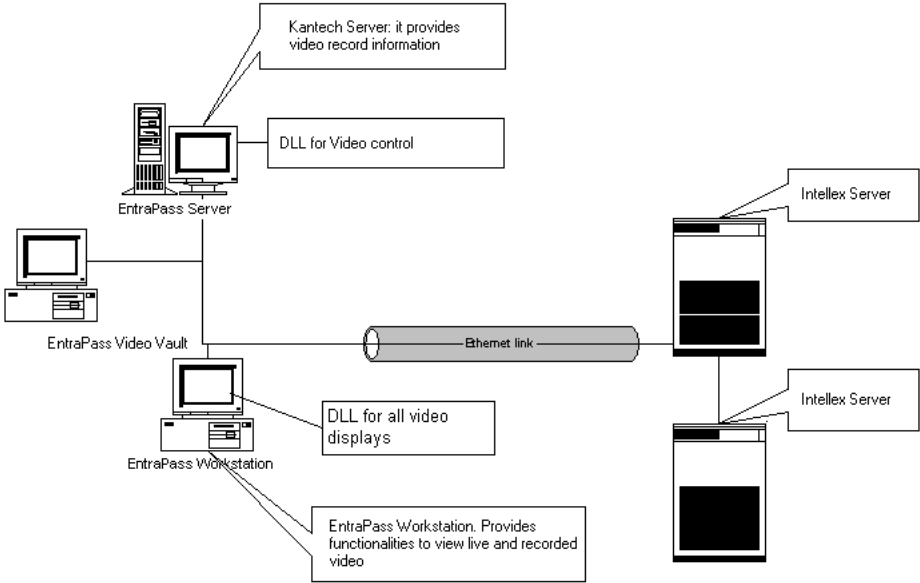 Kantech Server: it provides
video record information
DLL for Video control
EntraPass Server
Intellex Server
EntraPass Video Vault
Ethernet link
Intellex Server
DLL for all video
displays
EntraPass Workstation
EntraPass Workstation. Provides
functionalities to view live and recorded
video